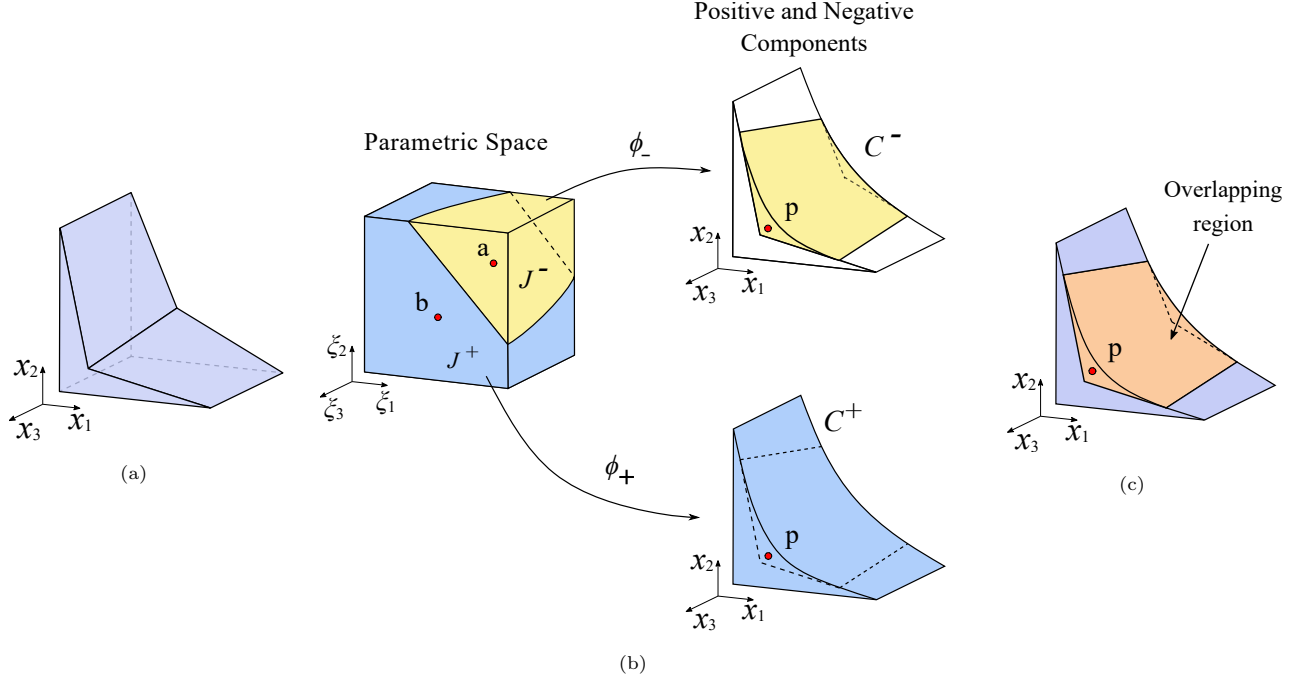 Positive and Negative
Components
Parametric Space
ϕ₋
C⁻
Overlapping
region
p
a
J⁻
b
J⁺
x₂
x₁
x₃
ξ₂
ξ₁
ξ₃
x₂
x₁
x₃
(a)
p
x₂
x₁
x₃
(c)
C⁺
ϕ₊
p
x₂
x₁
x₃
(b)